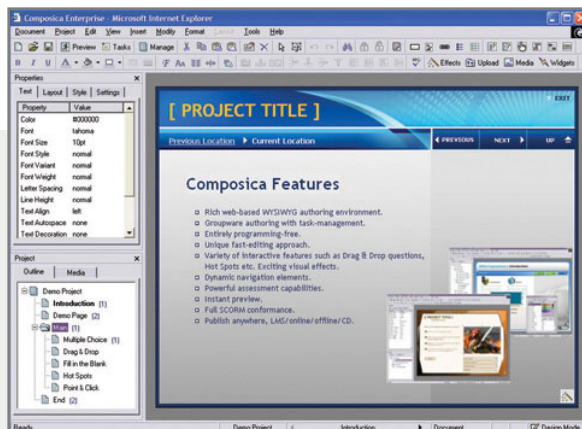 Composica Enterprise - Microsoft Internet Explorer
Document Project Edit View Insert Modify Format Layout Tools Help
Preview Tasks Manage
B I U A Effects Upload Media Widgets
Properties
Text Layout Style Settings
Property Value
Color #000000
Font tahoma
Font Size 10pt
Font Style normal
Font Variant normal
Font Weight normal
Letter Spacing normal
Line Height normal
Text Align left
Text Autospace none
Text Decoration none
Project
Outline Media
Demo Project
Introduction (1)
Demo Page (2)
Main (1)
Multiple Choice (1)
Drag & Drop
Fill in the Blank
Hot Spots
Point & Click
End (2)
EXIT
[ PROJECT TITLE ]
Previous Location Current Location
PREVIOUS NEXT UP
Composica Features
Rich web-based WYSIWYG authoring environment.
Groupware authoring with task-management.
Entirely programming-free.
Unique fast-editing approach.
Variety of interactive features such as Drag & Drop questions,
Hot Spots etc. Exciting visual effects.
Dynamic navigation elements.
Powerful assessment capabilities.
Instant preview.
Full SCORM conformance.
Publish anywhere, LMS/online/offline/CD.
Ready Demo Project Introduction Document Design Mode